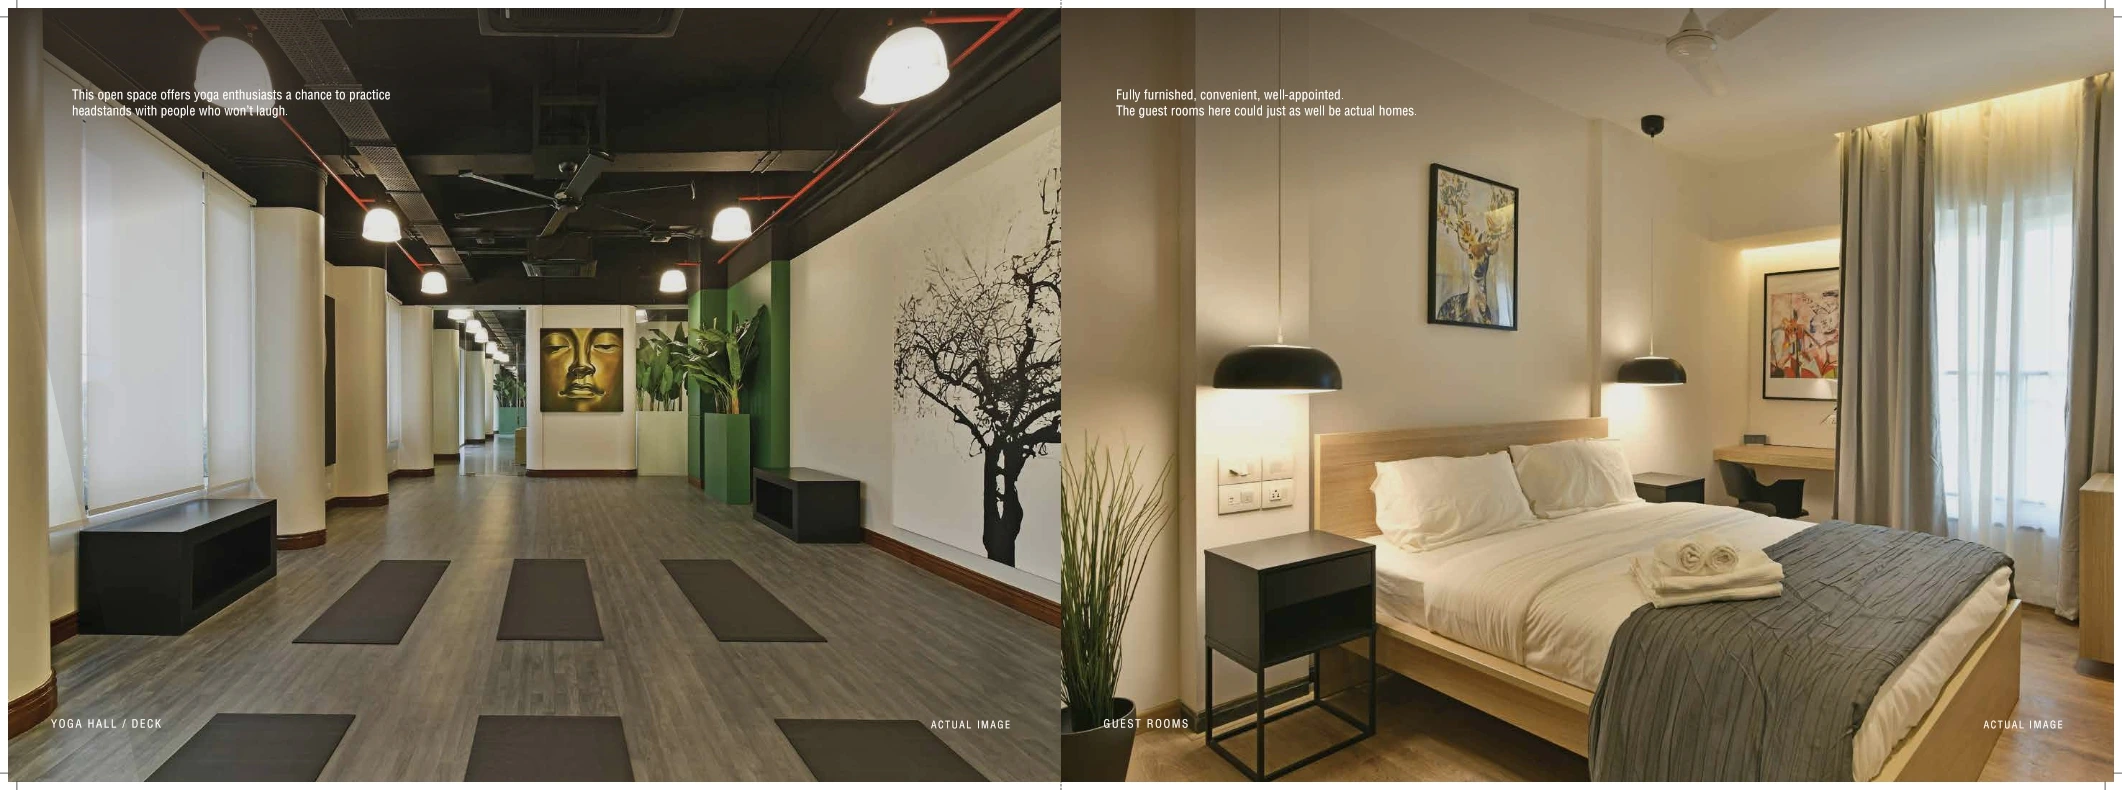 This open space offers yoga enthusiasts a chance to practice
headstands with people who won't laugh.
YOGA HALL / DECK
ACTUAL IMAGE
Fully furnished, convenient, well-appointed.
The guest rooms here could just as well be actual homes.
GUEST ROOMS
ACTUAL IMAGE